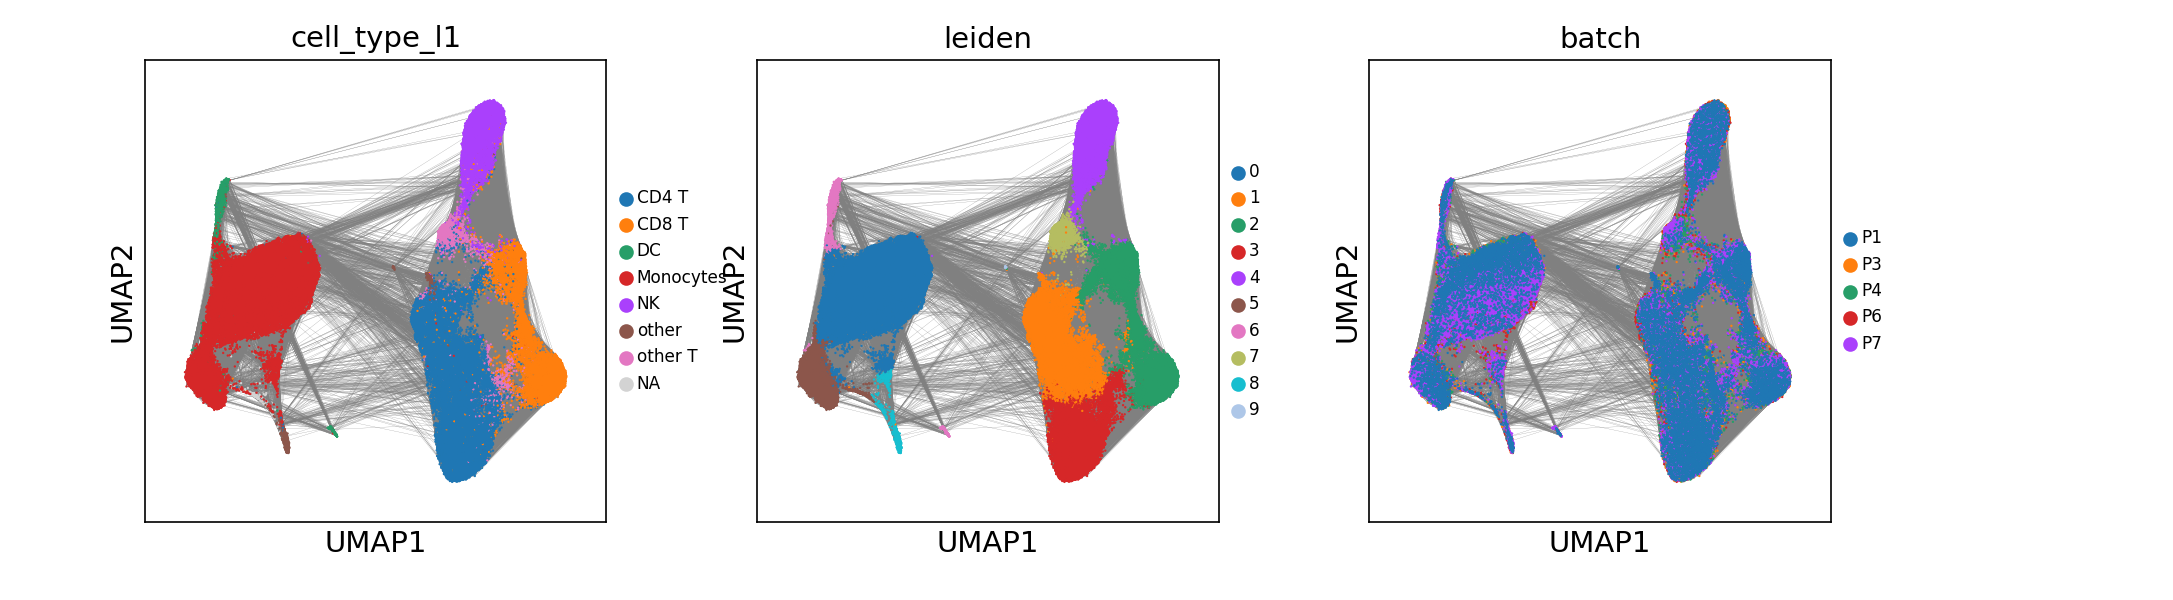 cell_type_l1
UMAP2
UMAP1
CD4 T
CD8 T
DC
Monocytes
NK
other
other T
NA
leiden
UMAP2
UMAP1
0
1
2
3
4
5
6
7
8
9
batch
UMAP2
UMAP1
P1
P3
P4
P6
P7